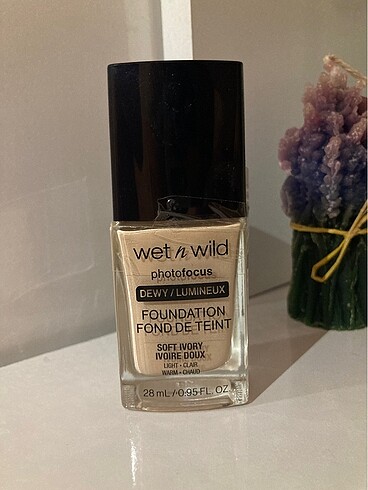 wet n wild
photofocus
DEWY / LUMINEUX
FOUNDATION
FOND DE TEINT
SOFT IVORY
IVOIRE DOUX
LIGHT • CLAIR
WARM • CHAUD
28 mL / 0.95 FL. OZ.